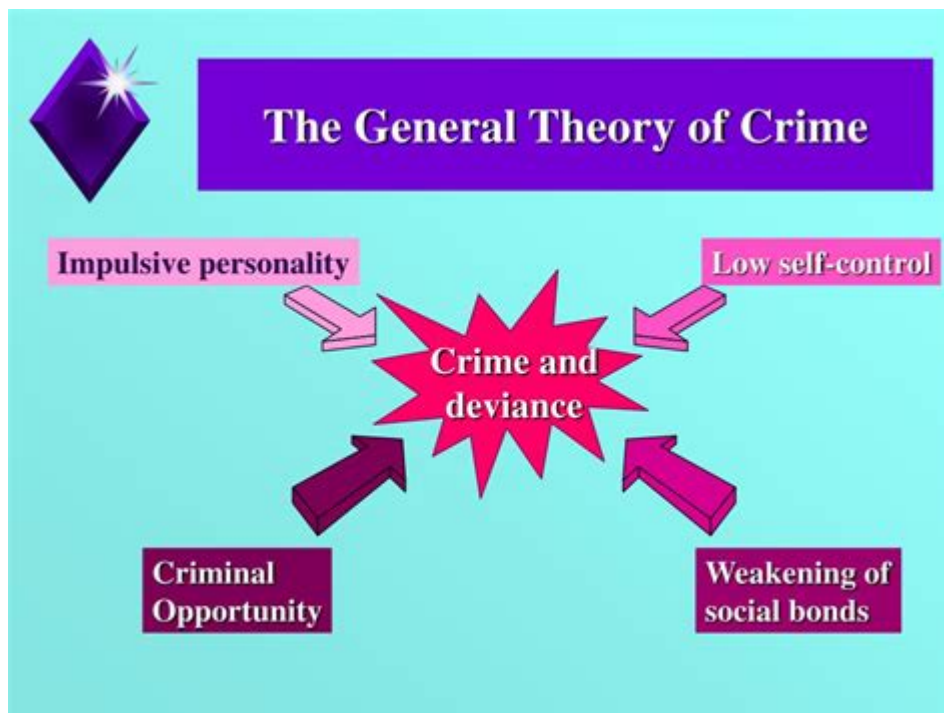 The General Theory of Crime
Impulsive personality
Low self-control
Crime and
deviance
Criminal
Opportunity
Weakening of
social bonds